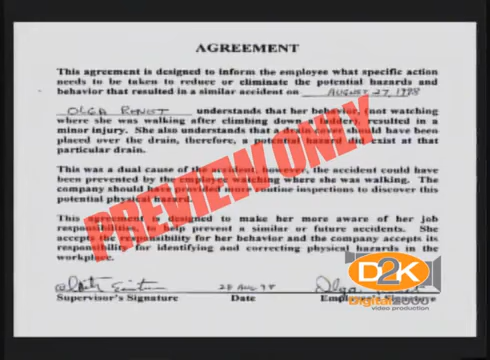 AGREEMENT
This agreement is designed to inform the employee what specific action
needs to be taken to reduce or eliminate the potential hazards and
behavior that resulted in a similar accident on AUGUST 27, 1998
OLGA understands that her behavior, (not watching
where she was walking after climbing down a ladder), resulted in a
minor injury. She also understands that a drain cover should have been
placed over the drain, therefore, a potential hazard did exist at that
particular drain.
This was a dual cause of the accident, however, the accident could have
been prevented by the employee watching where she was walking. The
company should have provided more routine inspections to discover this
potential physical hazard.
This agreement is designed to make her more aware of her job
responsibilities to help prevent a similar or future accidents. She
accepts the responsibility for her behavior and the company accepts its
responsibility for identifying and correcting physical hazards in the
workplace.
28 AUG 98 Olga
Supervisor's Signature Date Employee's Signature
PREVIEW ONLY
D2K
Digital2000
video production